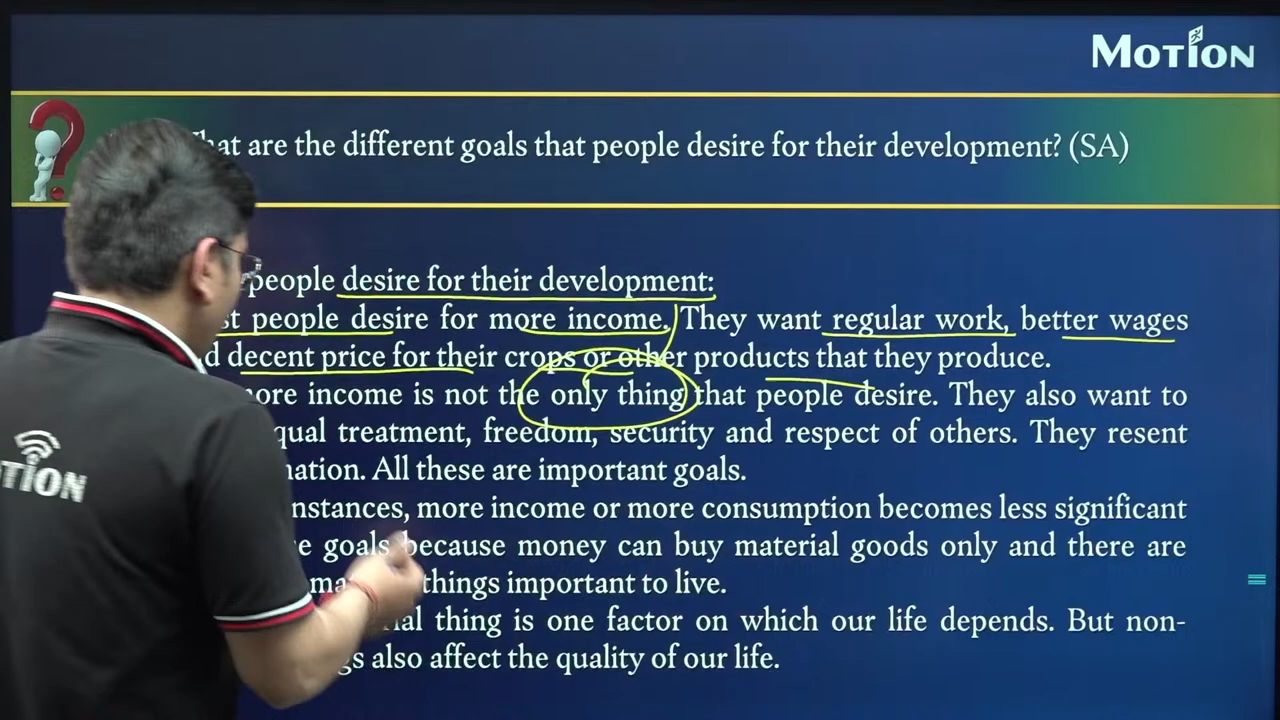 MOTION
hat are the different goals that people desire for their development? (SA)
people desire for their development:
st people desire for more income. They want regular work, better wages
d decent price for their crops or other products that they produce.
ore income is not the only thing that people desire. They also want to
qual treatment, freedom, security and respect of others. They resent
nation. All these are important goals.
nstances, more income or more consumption becomes less significant
se goals because money can buy material goods only and there are
ma things important to live.
ial thing is one factor on which our life depends. But non-
gs also affect the quality of our life.
TION